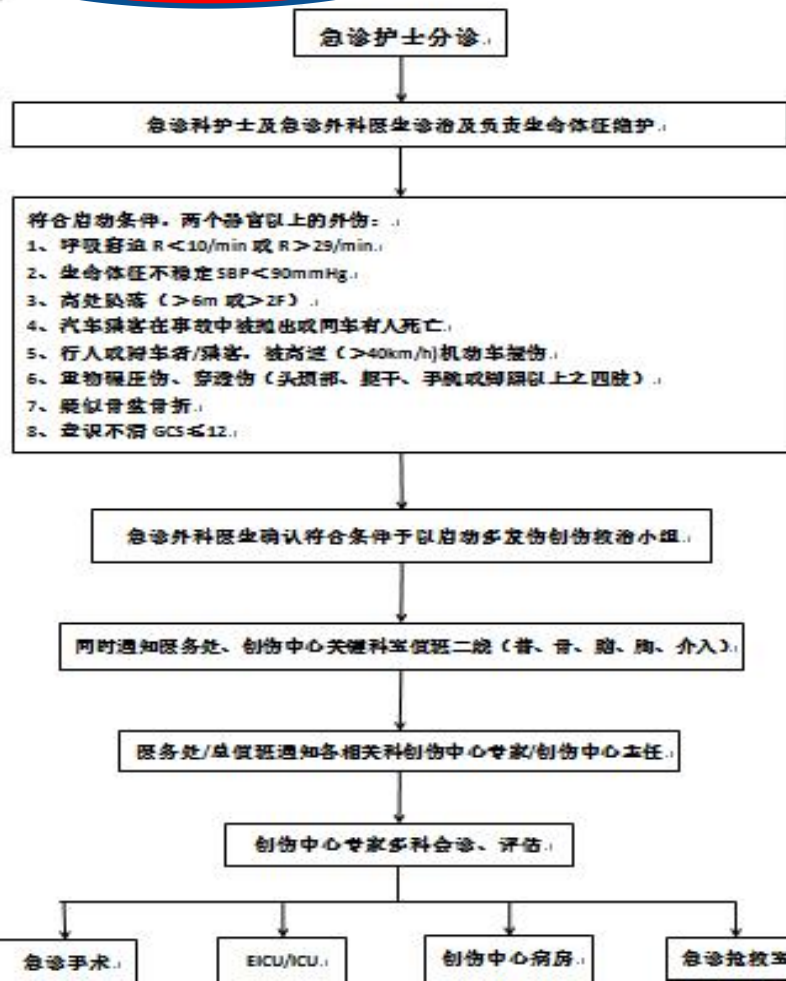 急诊护士分诊
急诊科护士及急诊外科医生诊治及负责生命体征维护
符合启动条件。两个器官以上的外伤：
1、呼吸窘迫 R＜10/min 或 R＞29/min.
2、生命体征不稳定 SBP＜90mmHg.
3、高处坠落（＞6m 或＞2F）
4、汽车乘客在事故中被抛出或同车有人死亡
5、行人或骑车者/乘客。被高速（＞40km/h)机动车撞伤
6、重物碾压伤、穿透伤（头颈部、躯干、手腕或脚踝以上之四肢）
7、疑似骨盆骨折
8、意识不清 GCS≤12.
急诊外科医生确认符合条件予以启动多发伤创伤救治小组
同时通知医务处、创伤中心关键科室值班二线（普、骨、脑、胸、介入）
医务处/总值班通知各相关科创伤中心专家/创伤中心主任
创伤中心专家多科会诊、评估
急诊手术
EICU/ICU
创伤中心病房
急诊抢救室